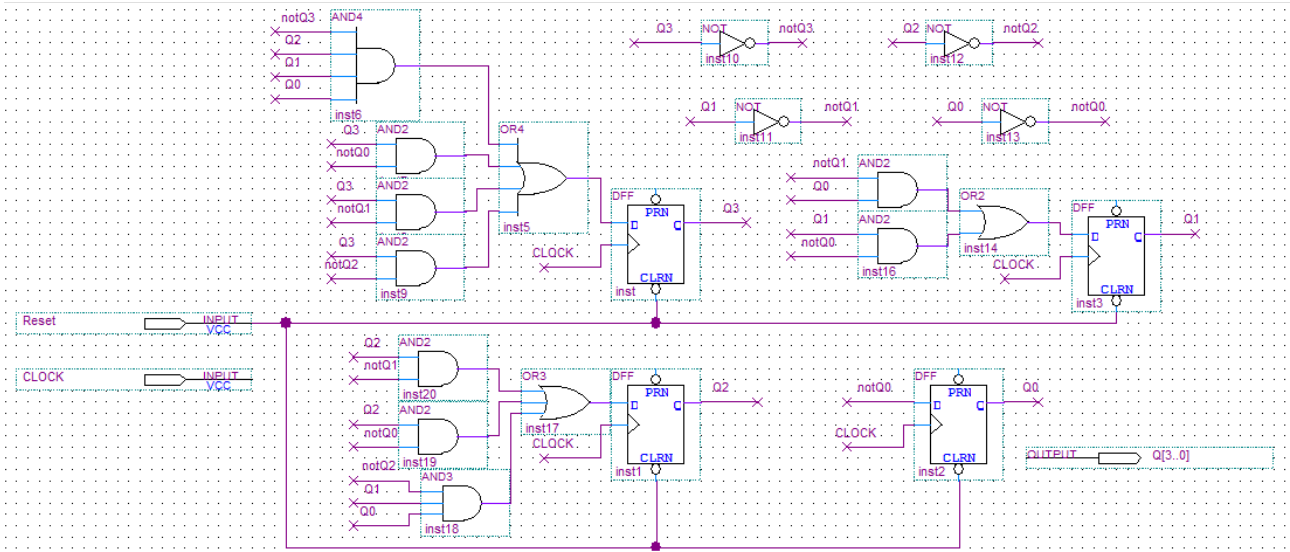 notQ3 AND4
Q2
Q1
Q0
inst6
Q3 NOT notQ3
inst10
Q2 NOT notQ2
inst12
Q1 NOT notQ1
inst11
Q0 NOT notQ0
inst13
Q3 AND2
notQ0
Q3 AND2
notQ1
Q3 AND2
notQ2
inst9
OR4
inst5
DFF
PRN
D Q
CLRN
inst
Q3
CLOCK
notQ1 AND2
Q0
Q1 AND2
notQ0
inst16
OR2
inst14
DFF
PRN
D Q
CLRN
inst3
Q1
CLOCK
Reset INPUT
VCC
CLOCK INPUT
VCC
Q2 AND2
notQ1
inst20
Q2 AND2
notQ0
inst19
notQ2 AND3
Q1
Q0
inst18
OR3
inst17
DFF
PRN
D Q
CLRN
inst1
Q2
CLOCK
notQ0 DFF
PRN
D Q
CLRN
inst2
Q0
CLOCK
OUTPUT Q[3..0]